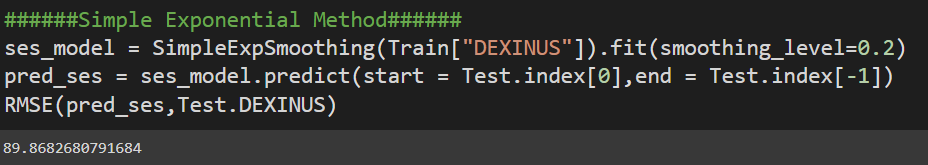 ######Simple Exponential Method######
ses_model = SimpleExpSmoothing(Train["DEXINUS"]).fit(smoothing_level=0.2)
pred_ses = ses_model.predict(start = Test.index[0],end = Test.index[-1])
RMSE(pred_ses,Test.DEXINUS)
89.8682680791684